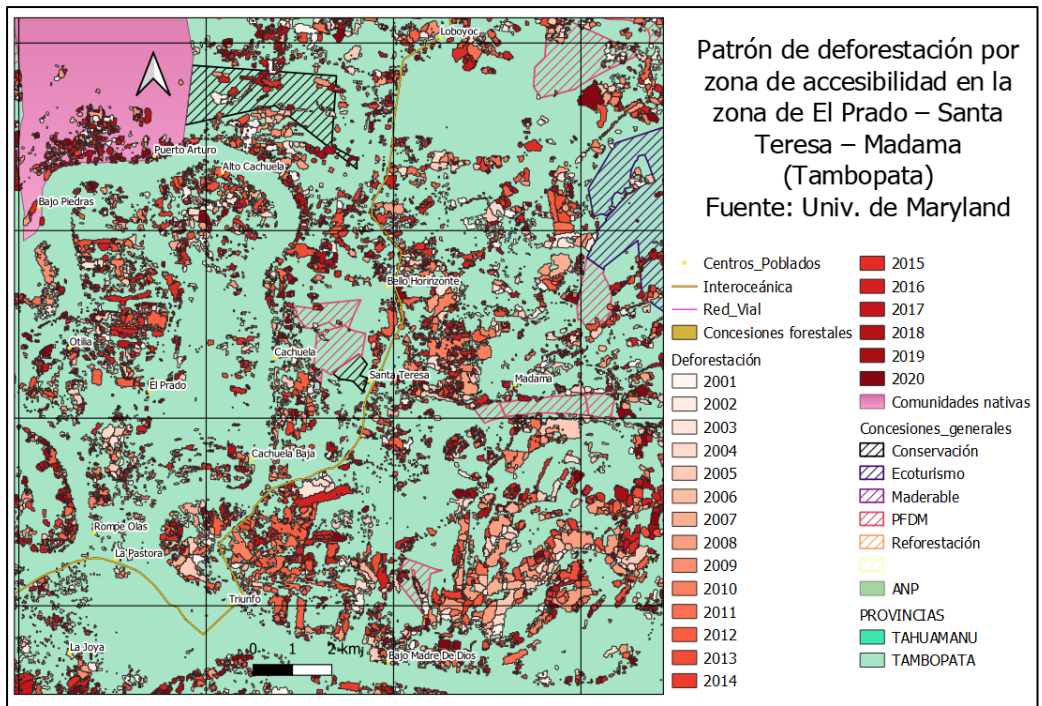 Patrón de deforestación por
zona de accesibilidad en la
zona de El Prado – Santa
Teresa – Madama
(Tambopata)
Fuente: Univ. de Maryland
Loboyoc
Puerto Arturo
Alto Cachuela
Bajo Piedras
Bello Horinzonte
Otilia
Cachuela
El Prado
Santa Teresa
Madama
Cachuela Baja
Rompe Olas
La Pastora
Triunfo
La Joya
Bajo Madre De Dios
0 1 2 km
Centros_Poblados
Interoceánica
Red_Vial
Concesiones forestales
Deforestación
2001
2002
2003
2004
2005
2006
2007
2008
2009
2010
2011
2012
2013
2014
2015
2016
2017
2018
2019
2020
Comunidades nativas
Concesiones_generales
Conservación
Ecoturismo
Maderable
PFDM
Reforestación
ANP
PROVINCIAS
TAHUAMANU
TAMBOPATA